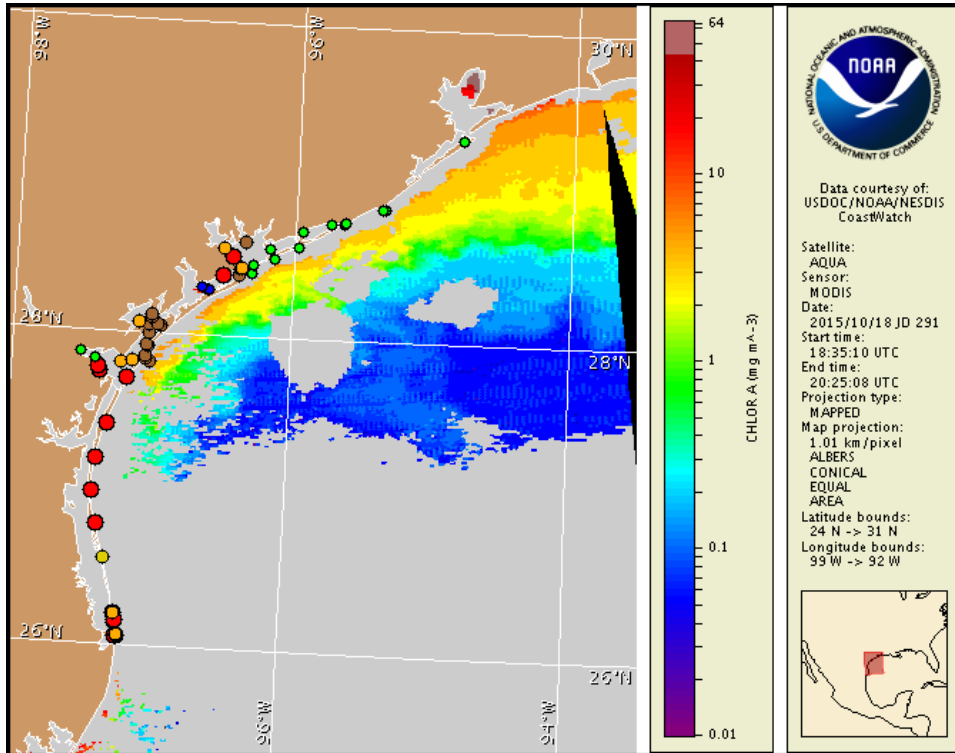 98°W
96°W
30°N
28°N
28°N
26°N
26°N
96°W
94°W
64
10
1
0.1
0.01
CHLOR A (mg m^-3)
NATIONAL OCEANIC AND ATMOSPHERIC ADMINISTRATION
NOAA
U.S. DEPARTMENT OF COMMERCE
Data courtesy of:
USDOC/NOAA/NESDIS
CoastWatch
Satellite:
AQUA
Sensor:
MODIS
Date:
2015/10/18 JD 291
Start time:
18:35:10 UTC
End time:
20:25:08 UTC
Projection type:
MAPPED
Map projection:
1.01 km/pixel
ALBERS
CONICAL
EQUAL
AREA
Latitude bounds:
24 N -> 31 N
Longitude bounds:
99 W -> 92 W